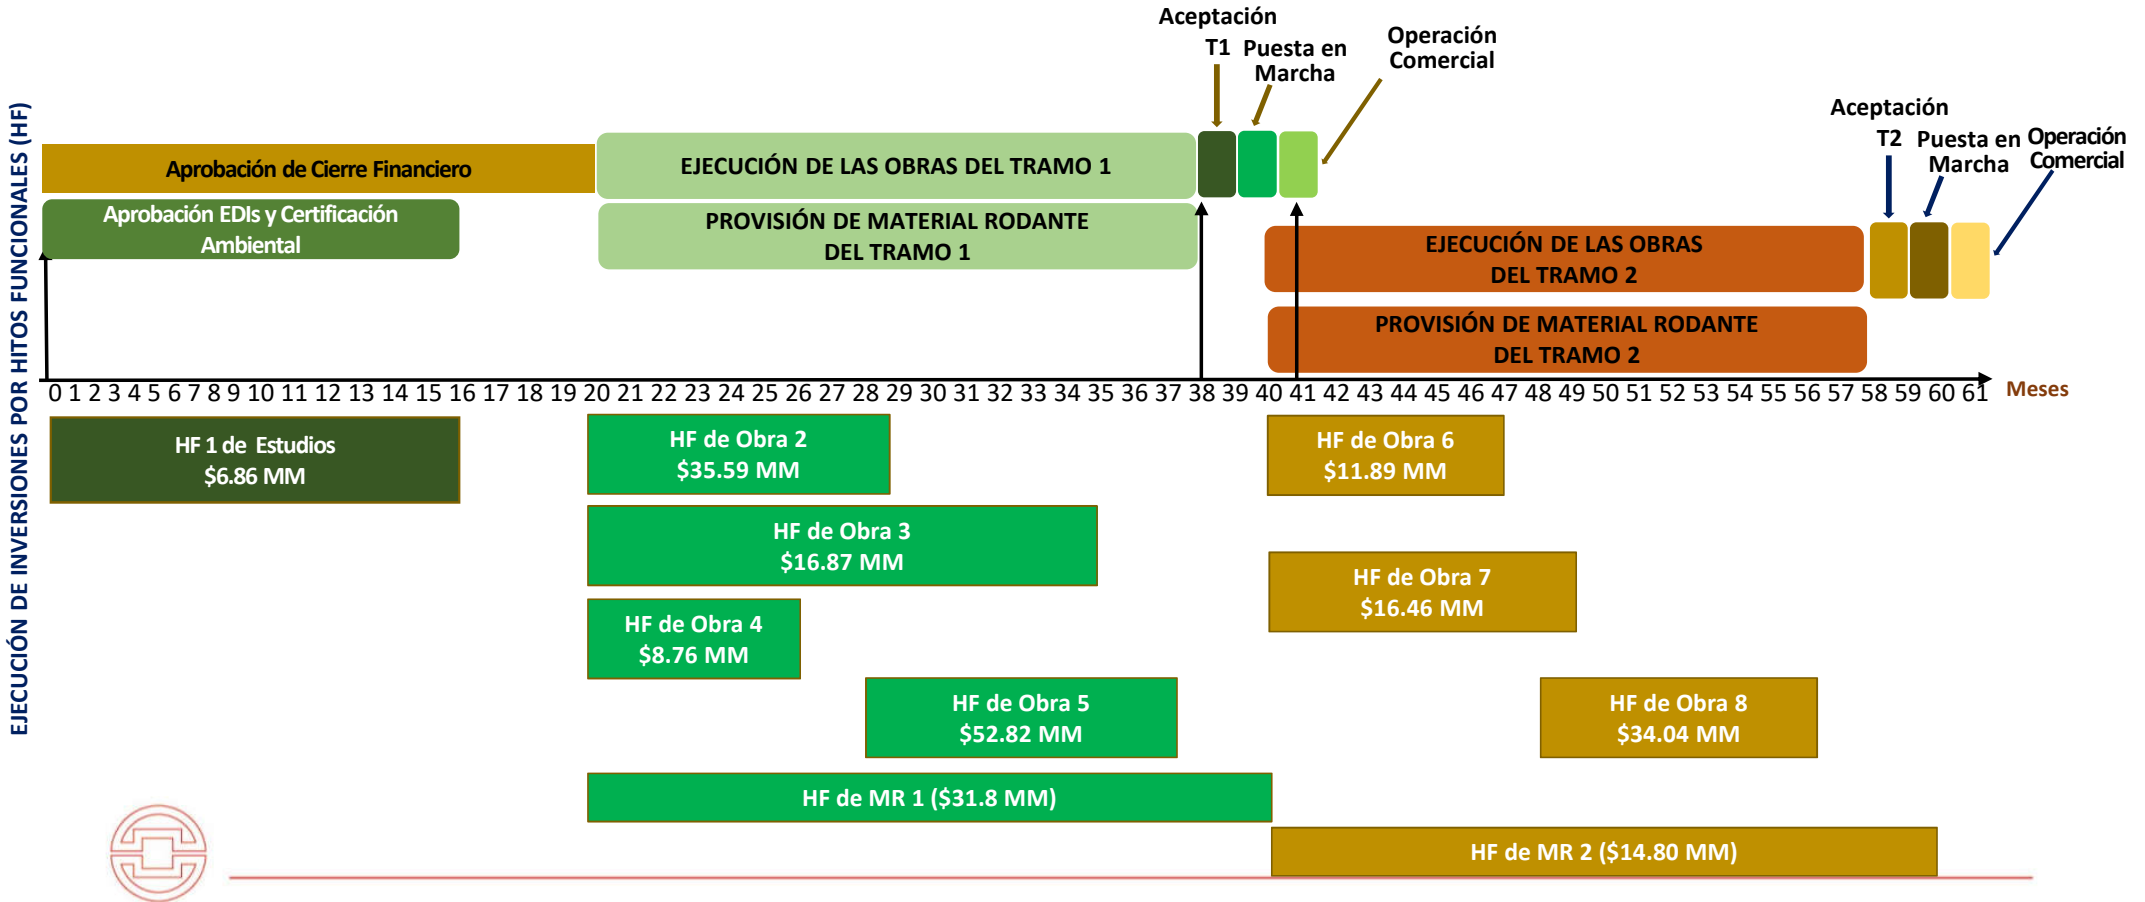 Aceptación
T1
Puesta en
Marcha
Operación
Comercial
Aceptación
T2
Puesta en
Marcha
Operación
Comercial
EJECUCIÓN DE INVERSIONES POR HITOS FUNCIONALES (HF)
Aprobación de Cierre Financiero
EJECUCIÓN DE LAS OBRAS DEL TRAMO 1
Aprobación EDIs y Certificación
Ambiental
PROVISIÓN DE MATERIAL RODANTE
DEL TRAMO 1
EJECUCIÓN DE LAS OBRAS
DEL TRAMO 2
PROVISIÓN DE MATERIAL RODANTE
DEL TRAMO 2
0 1 2 3 4 5 6 7 8 9 10 11 12 13 14 15 16 17 18 19 20 21 22 23 24 25 26 27 28 29 30 31 32 33 34 35 36 37 38 39 40 41 42 43 44 45 46 47 48 49 50 51 52 53 54 55 56 57 58 59 60 61 Meses
HF 1 de Estudios
$6.86 MM
HF de Obra 2
$35.59 MM
HF de Obra 6
$11.89 MM
HF de Obra 3
$16.87 MM
HF de Obra 7
$16.46 MM
HF de Obra 4
$8.76 MM
HF de Obra 5
$52.82 MM
HF de Obra 8
$34.04 MM
HF de MR 1 ($31.8 MM)
HF de MR 2 ($14.80 MM)